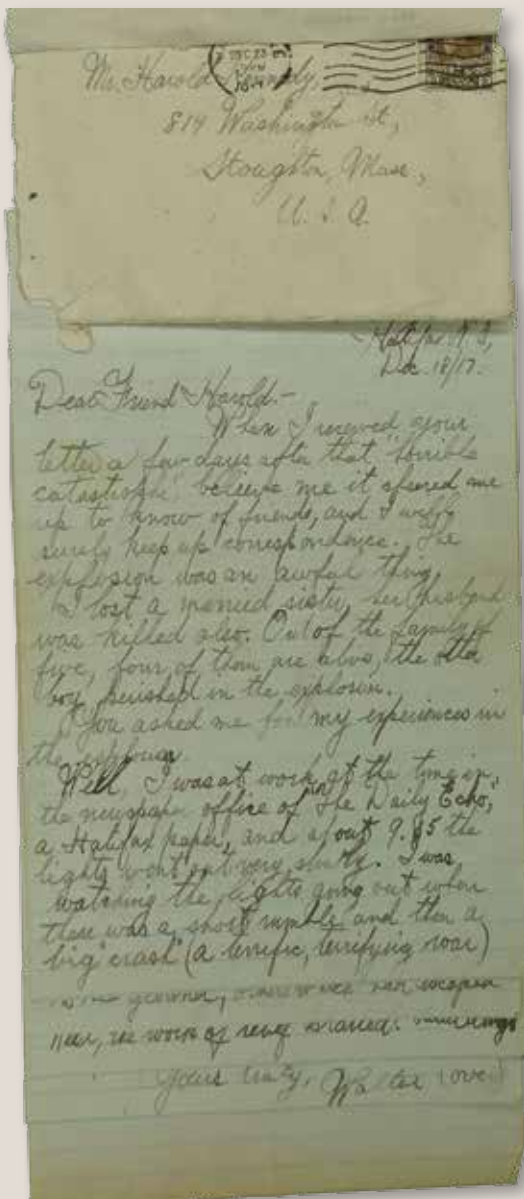 Mr. Harold Kennedy,
814 Washington St,
Stoughton, Mass,
U. S. A.
Halifax N.S,
Dec. 18/17.
Dear Friend Harold.-
When I received your
letter a few days after that "terrible
catastrophe" believe me it cheered me
up to know of friends, and I will
surely keep up correspondence. The
explosion was an awful thing,
I lost a married sister, her husband
was killed also. Out of the family of
five, four of them are alive, the other
boy perished in the explosion.
You asked me for my experiences in
the explosion.
Well, I was at work at the time in
the newspaper office of "The Daily Echo",
a Halifax paper, and about 9. the
lights went out very slowly. I was
watching the lights going out when
there was a short rumble and then a
big "crash" (a terrific, terrifying roar)
work of
Yours truly, (over)